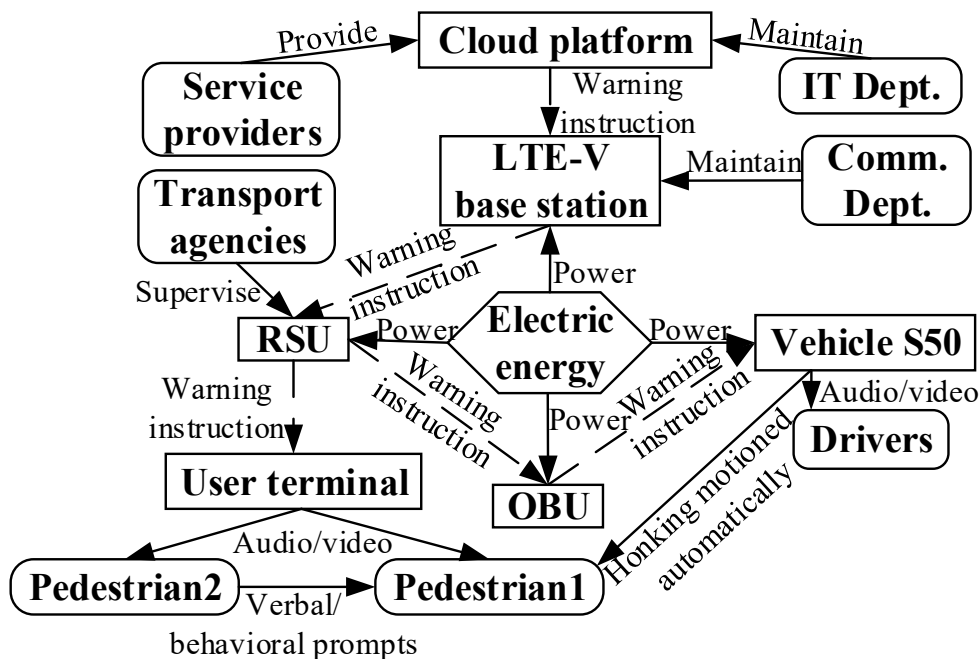 Provide
Cloud platform
Maintain
Service
providers
IT Dept.
Warning
instruction
LTE-V
base station
Maintain
Comm.
Dept.
Transport
agencies
Warning
instruction
Supervise
Power
RSU
Power
Electric
energy
Power
Vehicle S50
Warning
instruction
Warning
instruction
Power
Warning
instruction
Audio/video
Drivers
Honking motioned
automatically
User terminal
OBU
Audio/video
Pedestrian2
Pedestrian1
Verbal/
behavioral prompts